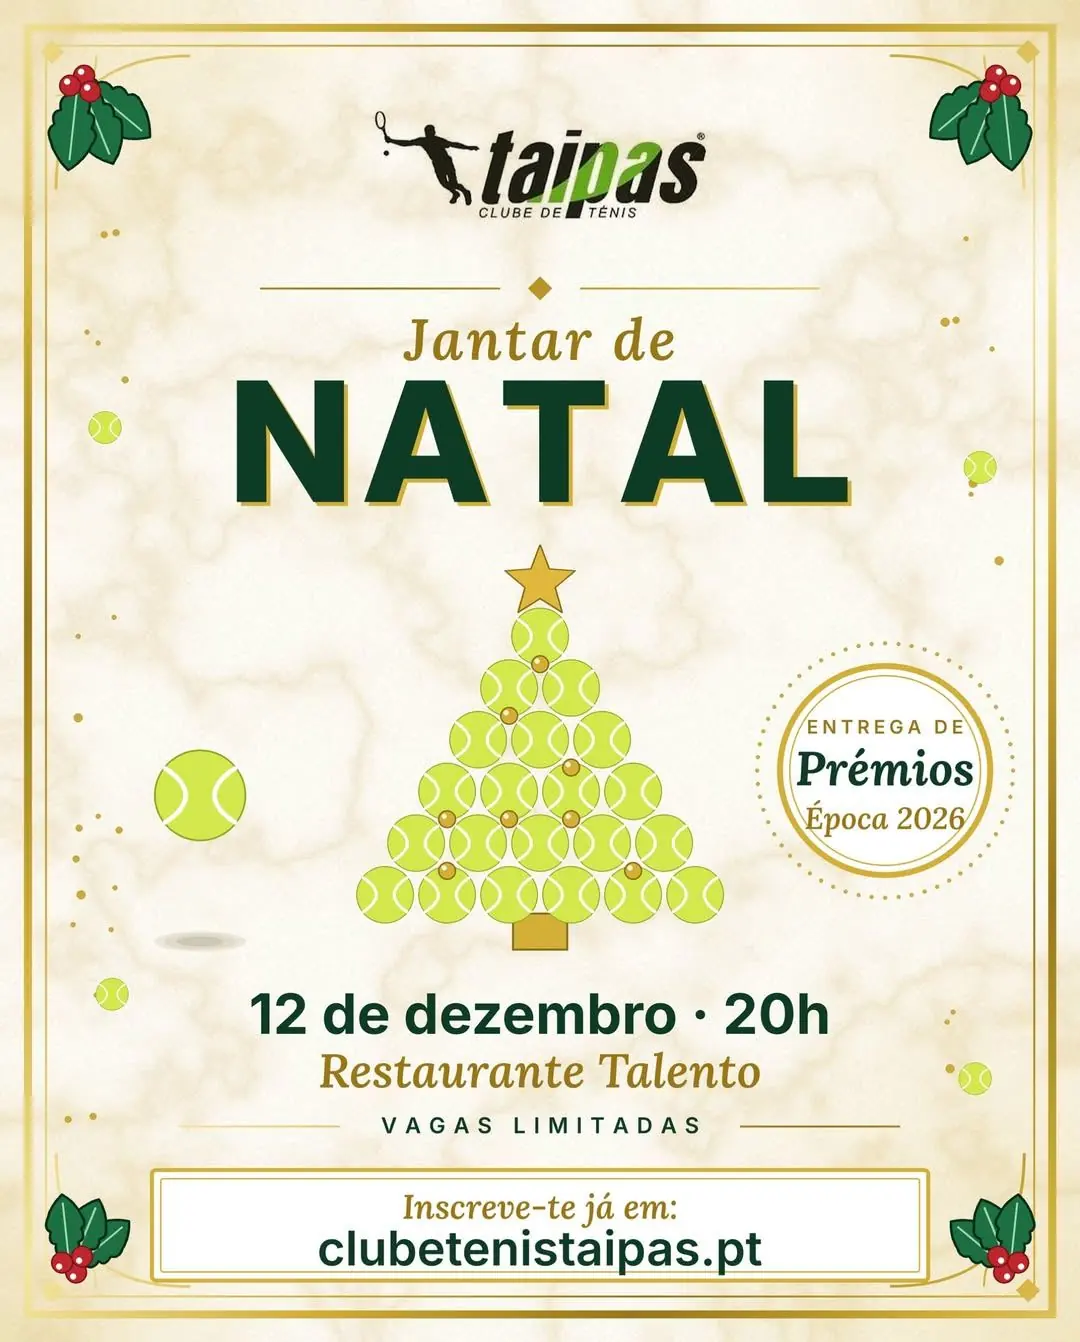 taipas®
CLUBE DE TÉNIS
Jantar de
NATAL
ENTREGA DE
Prémios
Época 2026
12 de dezembro · 20h
Restaurante Talento
VAGAS LIMITADAS
Inscreve-te já em:
clubetenistaipas.pt